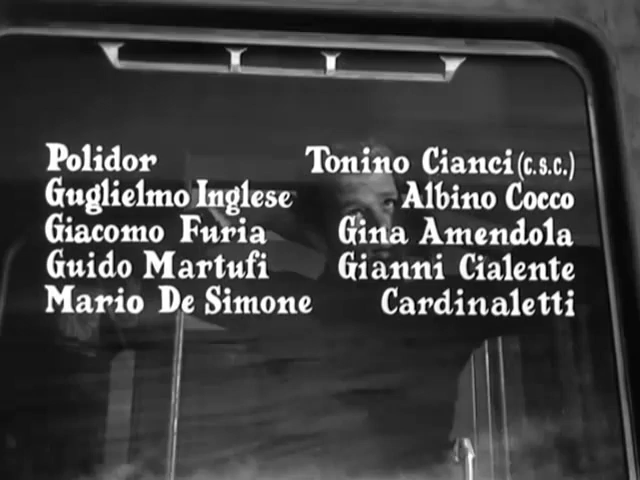 Polidor
Guglielmo Inglese
Giacomo Furia
Guido Martufi
Mario De Simone
Tonino Cianci (c.s.c.)
Albino Cocco
Gina Amendola
Gianni Cialente
Cardinaletti